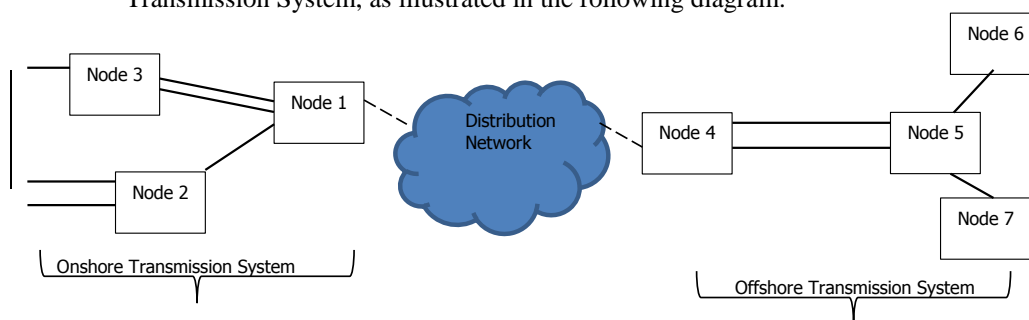 Transmission System, as illustrated in the following diagram.
Node 6
Node 3
Node 1
Distribution
Network
Node 4
Node 5
Node 2
Node 7
Onshore Transmission System
Offshore Transmission System